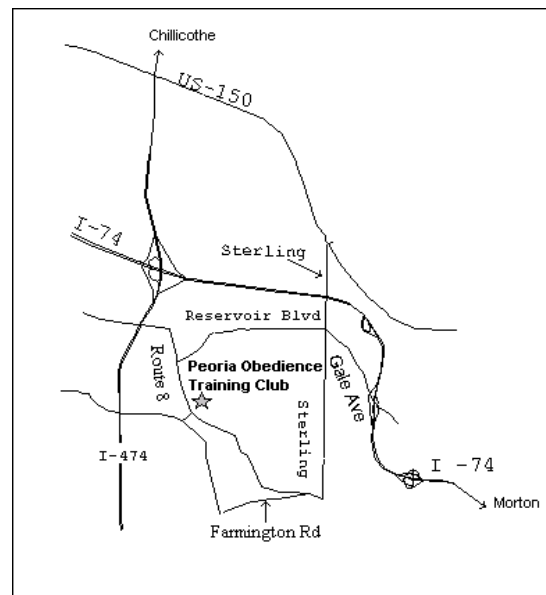 Chillicothe
US-150
I-74
Sterling
Reservoir Blvd
Peoria Obedience
Training Club
Route 8
Gale Ave
Sterling
I-474
I -74
Morton
Farmington Rd